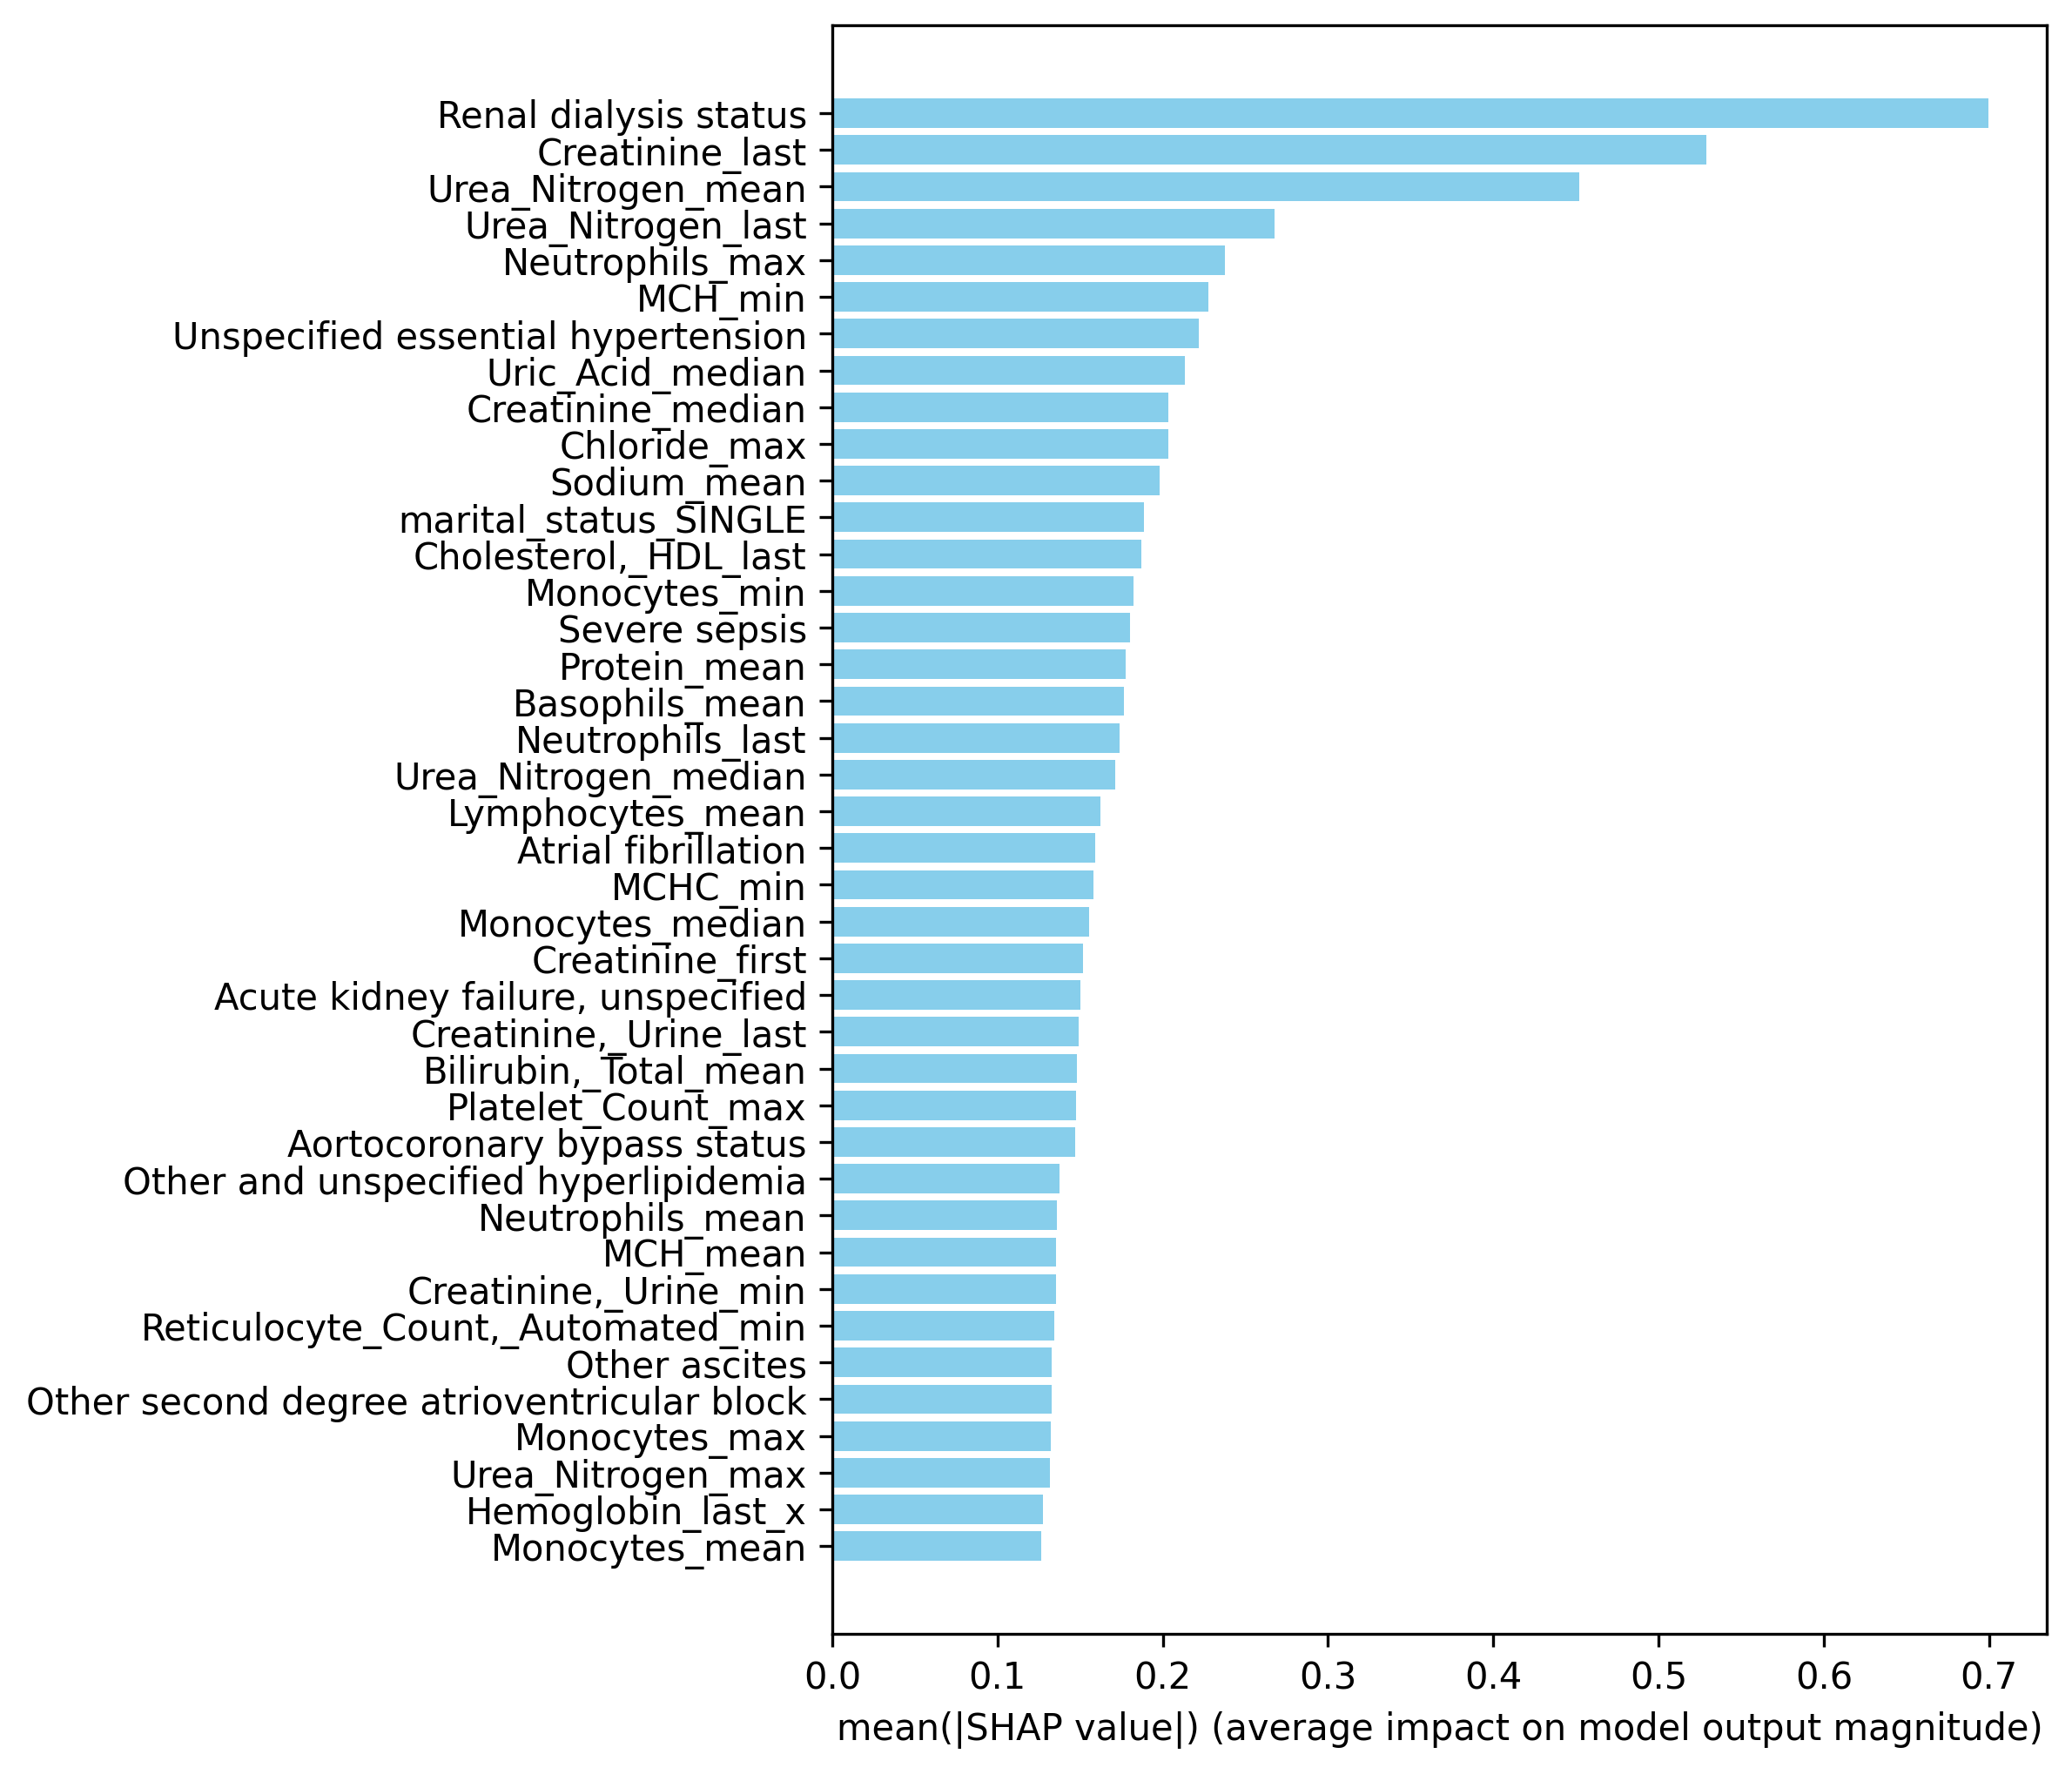 Renal dialysis status
Creatinine_last
Urea_Nitrogen_mean
Urea_Nitrogen_last
Neutrophils_max
MCH_min
Unspecified essential hypertension
Uric_Acid_median
Creatinine_median
Chloride_max
Sodium_mean
marital_status_SINGLE
Cholesterol,_HDL_last
Monocytes_min
Severe sepsis
Protein_mean
Basophils_mean
Neutrophils_last
Urea_Nitrogen_median
Lymphocytes_mean
Atrial fibrillation
MCHC_min
Monocytes_median
Creatinine_first
Acute kidney failure, unspecified
Creatinine,_Urine_last
Bilirubin,_Total_mean
Platelet_Count_max
Aortocoronary bypass status
Other and unspecified hyperlipidemia
Neutrophils_mean
MCH_mean
Creatinine,_Urine_min
Reticulocyte_Count,_Automated_min
Other ascites
Other second degree atrioventricular block
Monocytes_max
Urea_Nitrogen_max
Hemoglobin_last_x
Monocytes_mean
0.0 0.1 0.2 0.3 0.4 0.5 0.6 0.7
mean(|SHAP value|) (average impact on model output magnitude)